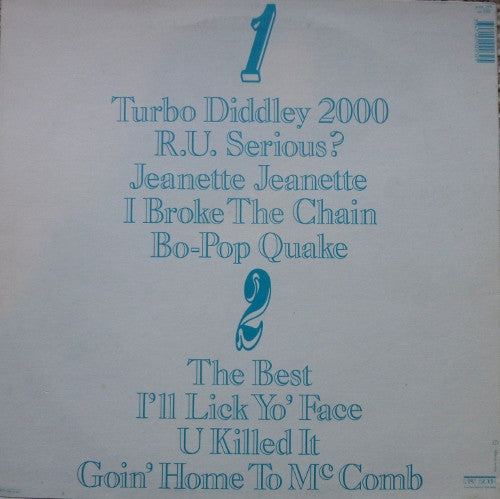 1
Turbo Diddley 2000
R.U. Serious?
Jeanette Jeanette
I Broke The Chain
Bo-Pop Quake
2
The Best
I'll Lick Yo' Face
U Killed It
Goin' Home To Mc Comb